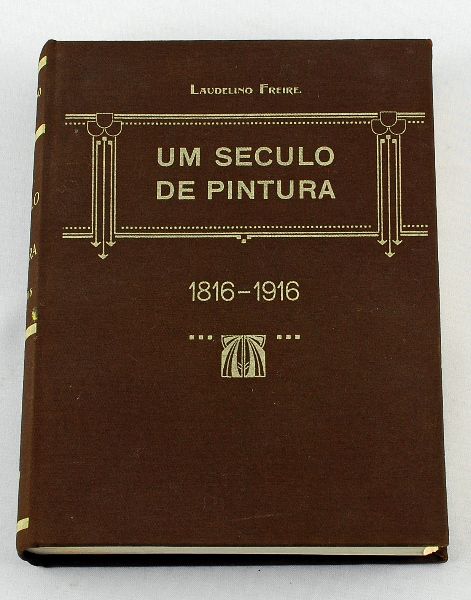 LAUDELINO FREIRE.
UM SECULO
DE PINTURA
1816-1916